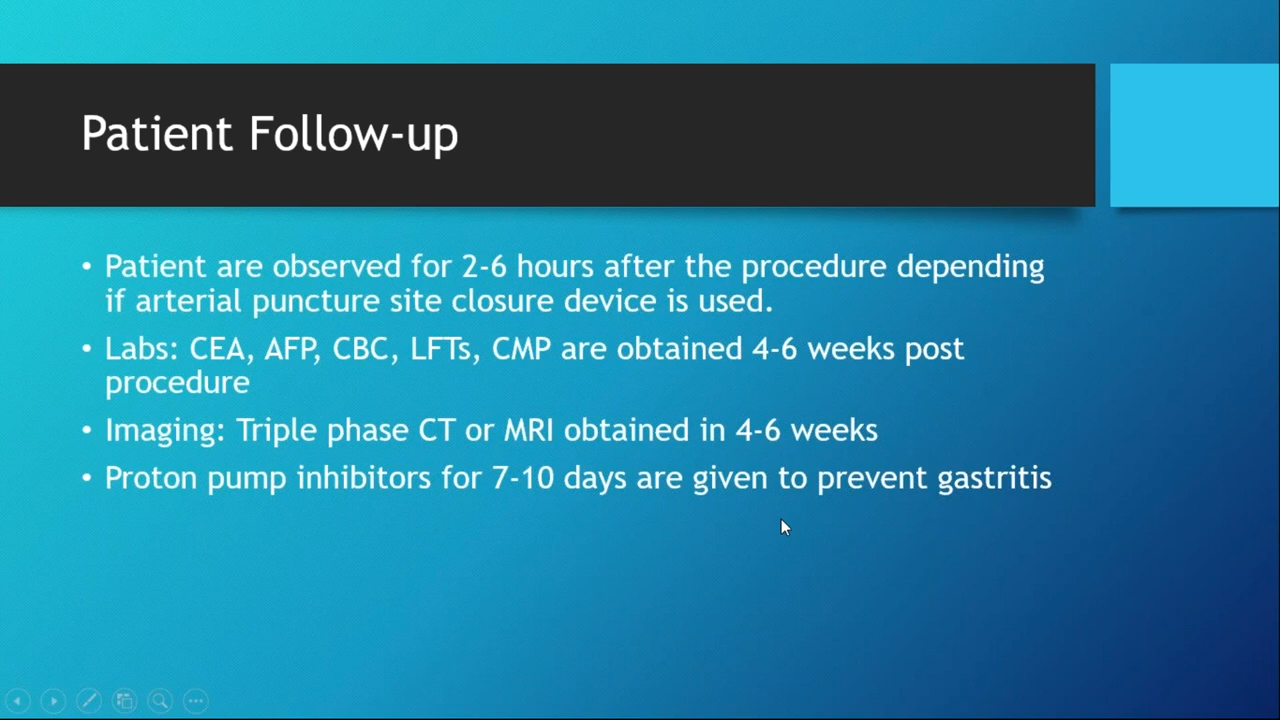 Patient Follow-up
• Patient are observed for 2-6 hours after the procedure depending
if arterial puncture site closure device is used.
• Labs: CEA, AFP, CBC, LFTs, CMP are obtained 4-6 weeks post
procedure
• Imaging: Triple phase CT or MRI obtained in 4-6 weeks
• Proton pump inhibitors for 7-10 days are given to prevent gastritis